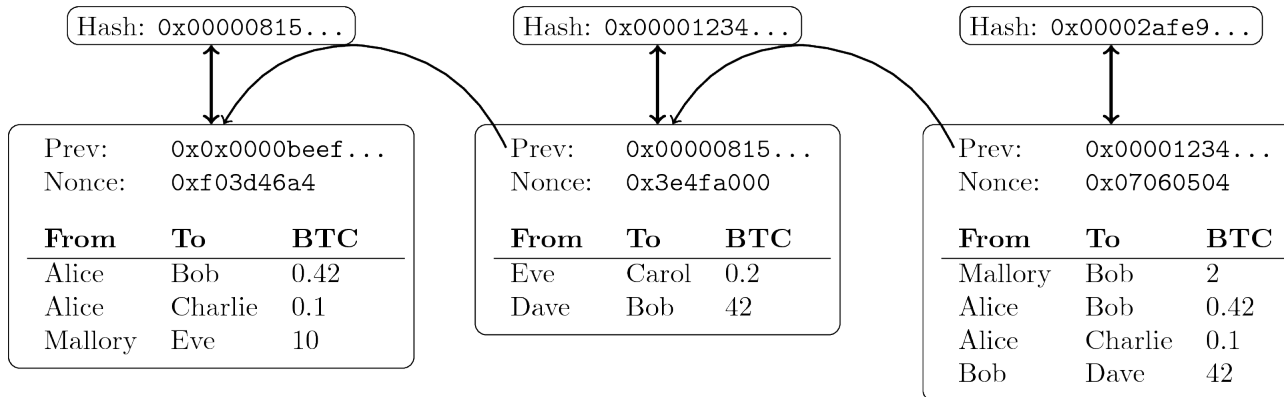 Hash: 0x00000815...
Prev: 0x0x0000beef...
Nonce: 0xf03d46a4
From To BTC
Alice Bob 0.42
Alice Charlie 0.1
Mallory Eve 10
Hash: 0x00001234...
Prev: 0x00000815...
Nonce: 0x3e4fa000
From To BTC
Eve Carol 0.2
Dave Bob 42
Hash: 0x00002afe9...
Prev: 0x00001234...
Nonce: 0x07060504
From To BTC
Mallory Bob 2
Alice Bob 0.42
Alice Charlie 0.1
Bob Dave 42